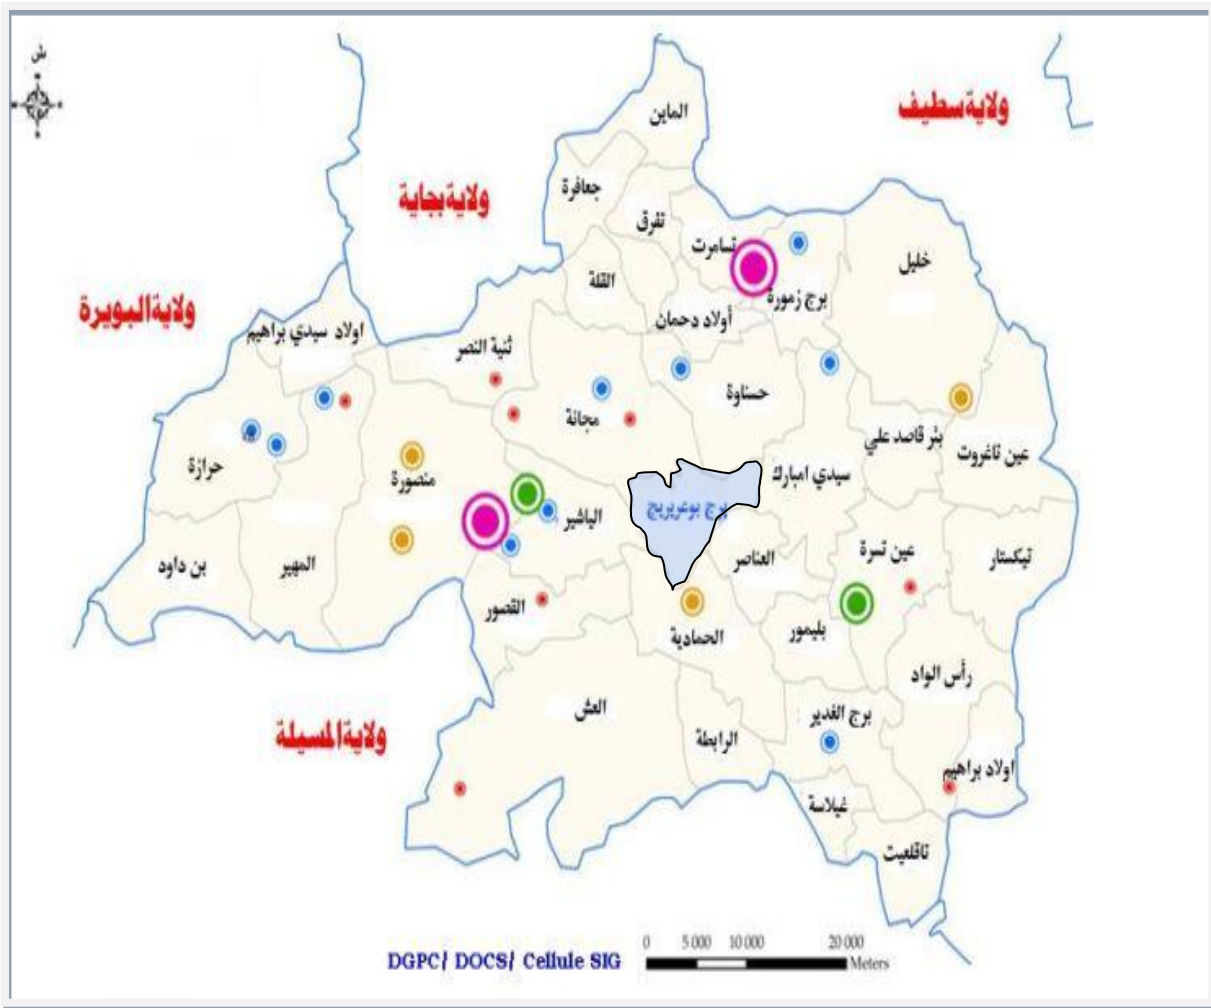 ش
الماين
ولاية سطيف
جعافرة
ولاية بجاية
تفرق
تسامرت
خليل
القلة
برج زمورة
ولاية البويرة
أولاد دحمان
اولاد سيدي براهيم
ثنية النصر
حسناوة
مجانة
بئر قاصد علي
عين تاغروت
حرازة
سيدي امبارك
منصورة
برج بوعريريج
الياشير
العناصر
عين تسرة
تيكستار
بن داود
المهير
القصور
بليمور
الحمادية
رأس الواد
العش
برج الغدير
ولاية المسيلة
الرابطة
اولاد براهيم
غيلاسة
تاقلعيت
0 5 000 10 000 20 000
Meters
DGPC/ DOCS/ Cellule SIG